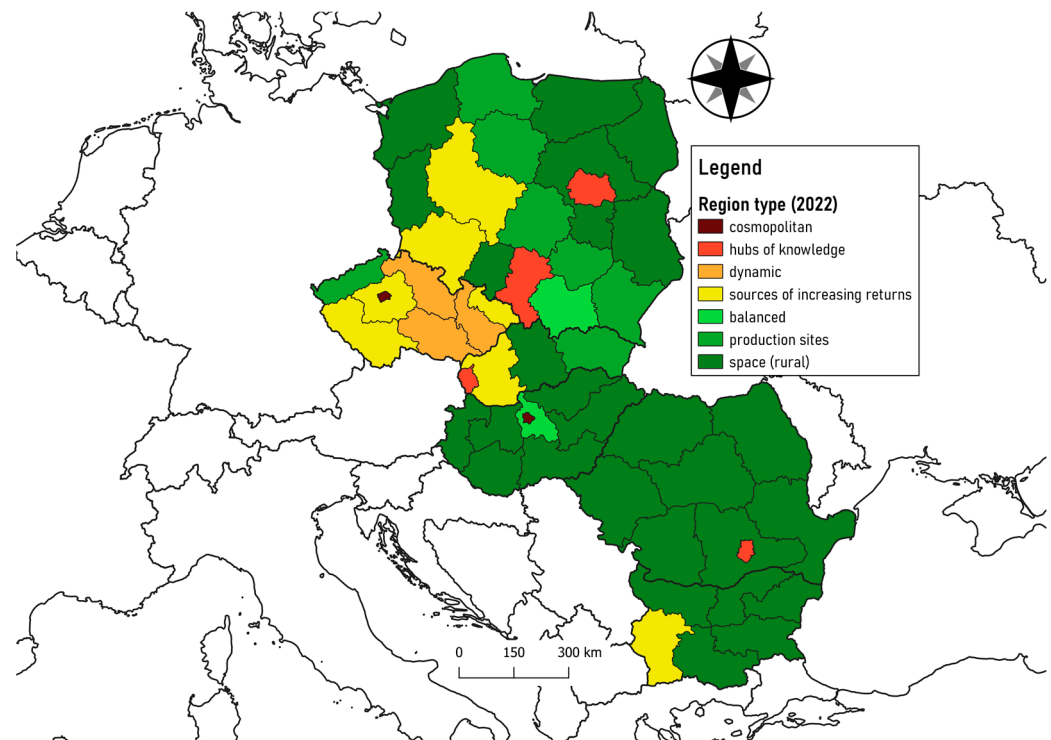 Legend
Region type (2022)
cosmopolitan
hubs of knowledge
dynamic
sources of increasing returns
balanced
production sites
space (rural)
0 150 300 km